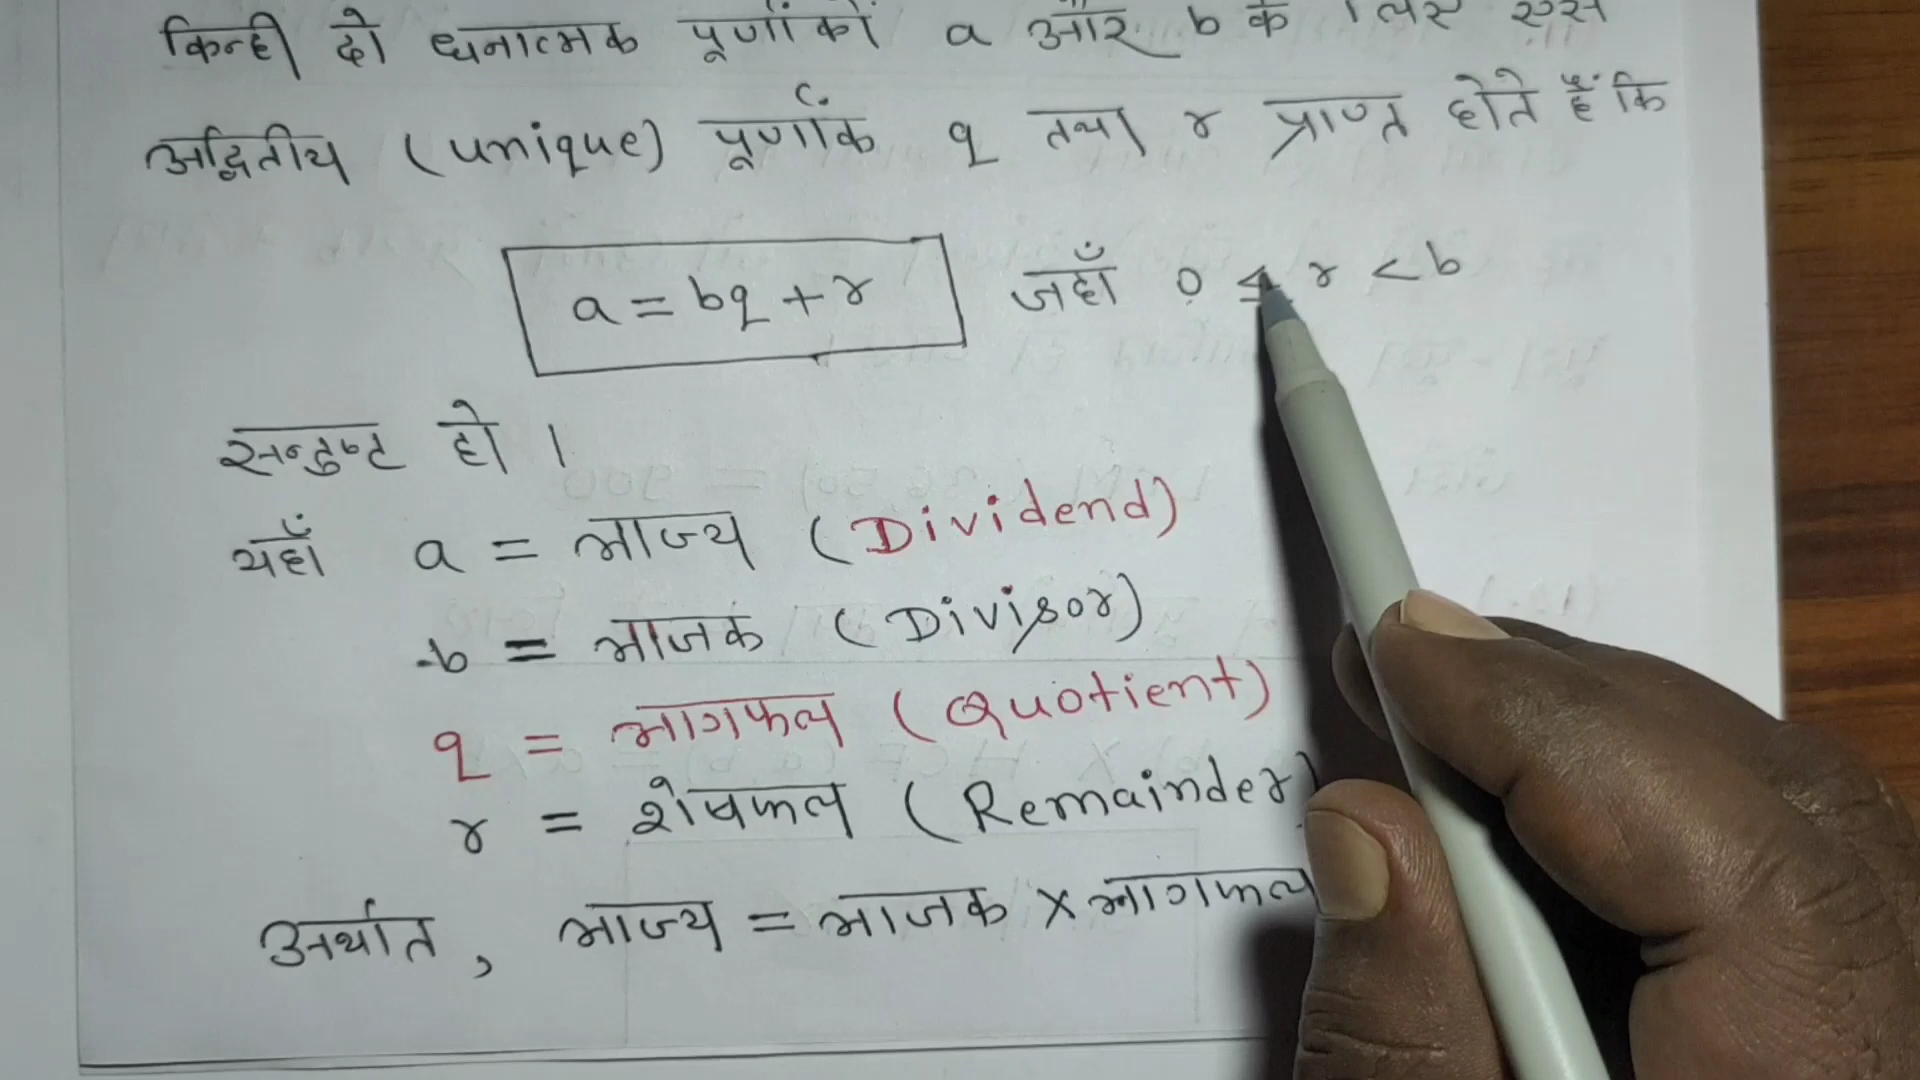 किन्ही दो धनात्मक पूर्णांकों a और b के लिए ऐसे
अद्वितीय (unique) पूर्णांक q तथा r प्राप्त होते हैं कि
a = bq + r जहाँ 0 ≤ r < b
सन्तुष्ट हो ।
यहाँ a = भाज्य (Dividend)
b = भाजक (Divisor)
q = भागफल (Quotient)
r = शेषफल (Remainder)
अर्थात , भाज्य = भाजक × भागफल